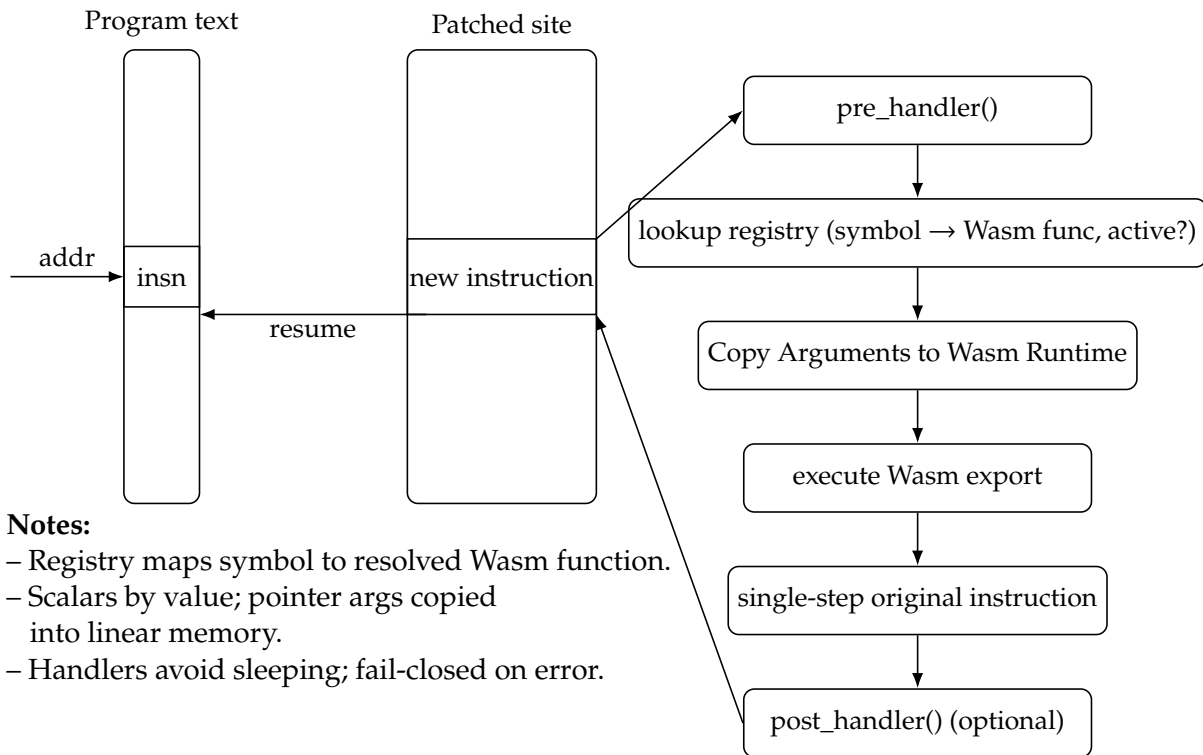 Program text
Patched site
addr
insn
new instruction
resume
pre_handler()
lookup registry (symbol → Wasm func, active?)
Copy Arguments to Wasm Runtime
execute Wasm export
single-step original instruction
post_handler() (optional)
Notes:
– Registry maps symbol to resolved Wasm function.
– Scalars by value; pointer args copied
into linear memory.
– Handlers avoid sleeping; fail-closed on error.